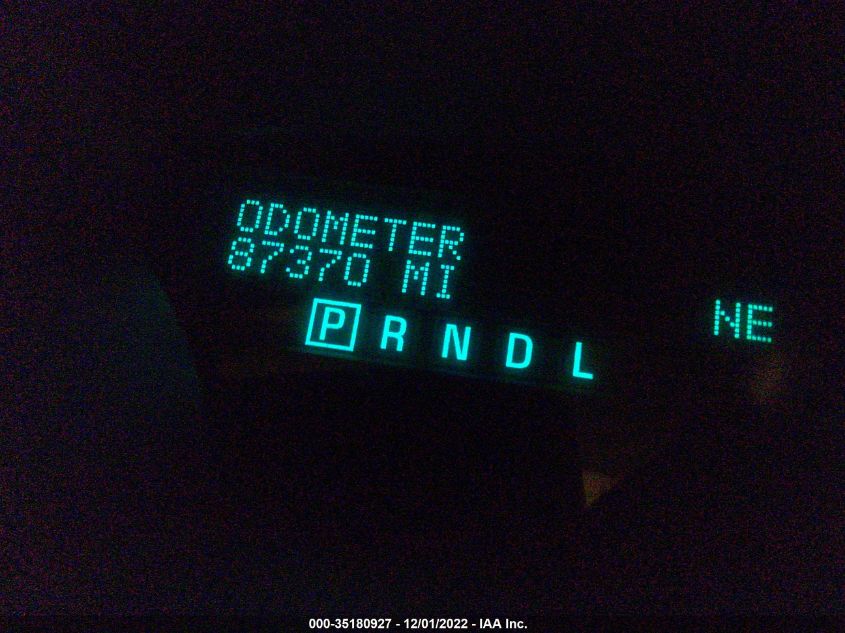 ODOMETER
87370 MI
P R N D L
NE
000-35180927 - 12/01/2022 - IAA Inc.